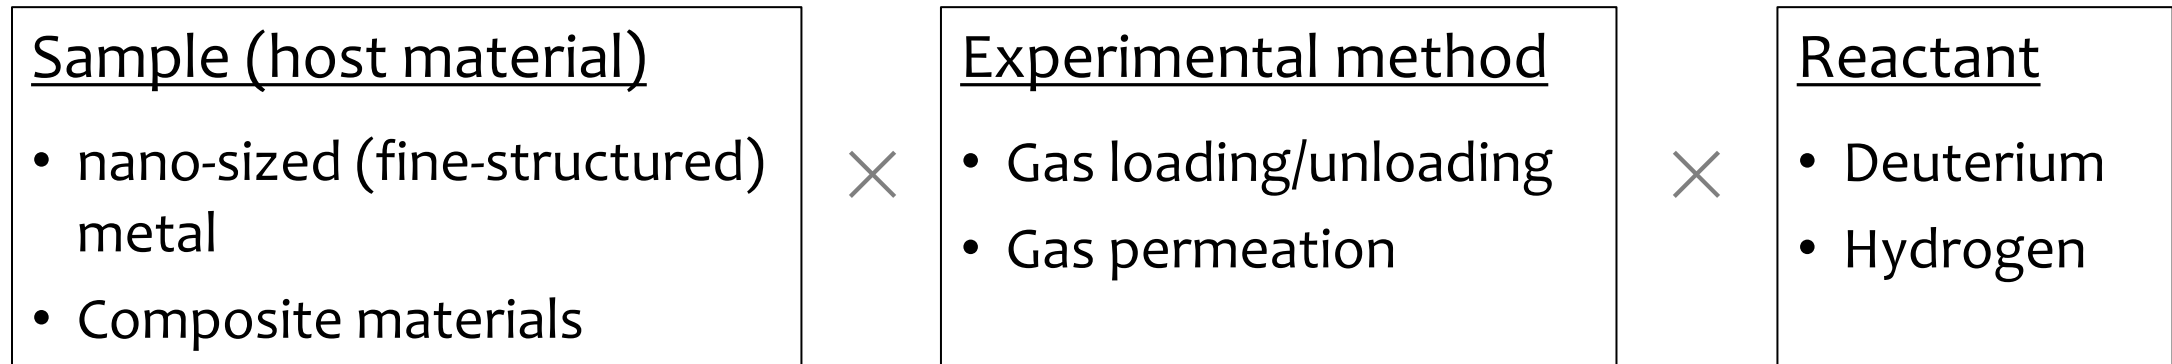 Sample (host material)
• nano-sized (fine-structured)
metal
• Composite materials
×
Experimental method
• Gas loading/unloading
• Gas permeation
×
Reactant
• Deuterium
• Hydrogen